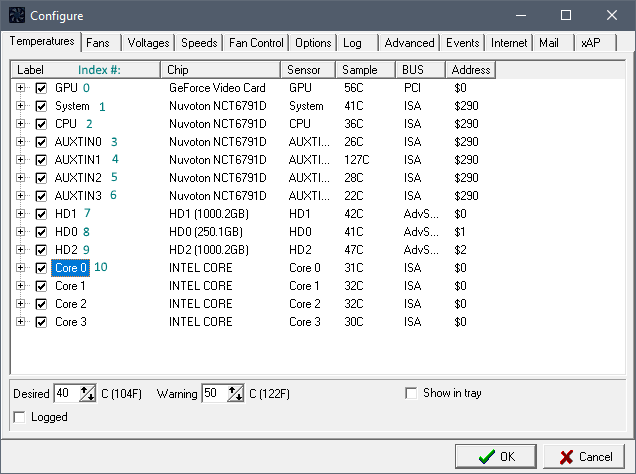 Configure
Temperatures Fans Voltages Speeds Fan Control Options Log Advanced Events Internet Mail xAP
Label Index #: Chip Sensor Sample BUS Address
GPU 0 GeForce Video Card GPU 56C PCI $0
System 1 Nuvoton NCT6791D System 41C ISA $290
CPU 2 Nuvoton NCT6791D CPU 36C ISA $290
AUXTIN0 3 Nuvoton NCT6791D AUXTI... 26C ISA $290
AUXTIN1 4 Nuvoton NCT6791D AUXTI... 127C ISA $290
AUXTIN2 5 Nuvoton NCT6791D AUXTI... 28C ISA $290
AUXTIN3 6 Nuvoton NCT6791D AUXTI... 22C ISA $290
HD1 7 HD1 (1000.2GB) HD1 42C AdvS... $0
HD0 8 HD0 (250.1GB) HD0 41C AdvS... $1
HD2 9 HD2 (1000.2GB) HD2 47C AdvS... $2
Core 0 10 INTEL CORE Core 0 31C ISA $0
Core 1 INTEL CORE Core 1 32C ISA $0
Core 2 INTEL CORE Core 2 32C ISA $0
Core 3 INTEL CORE Core 3 30C ISA $0
Desired 40 C (104F) Warning 50 C (122F) Show in tray
Logged
OK Cancel